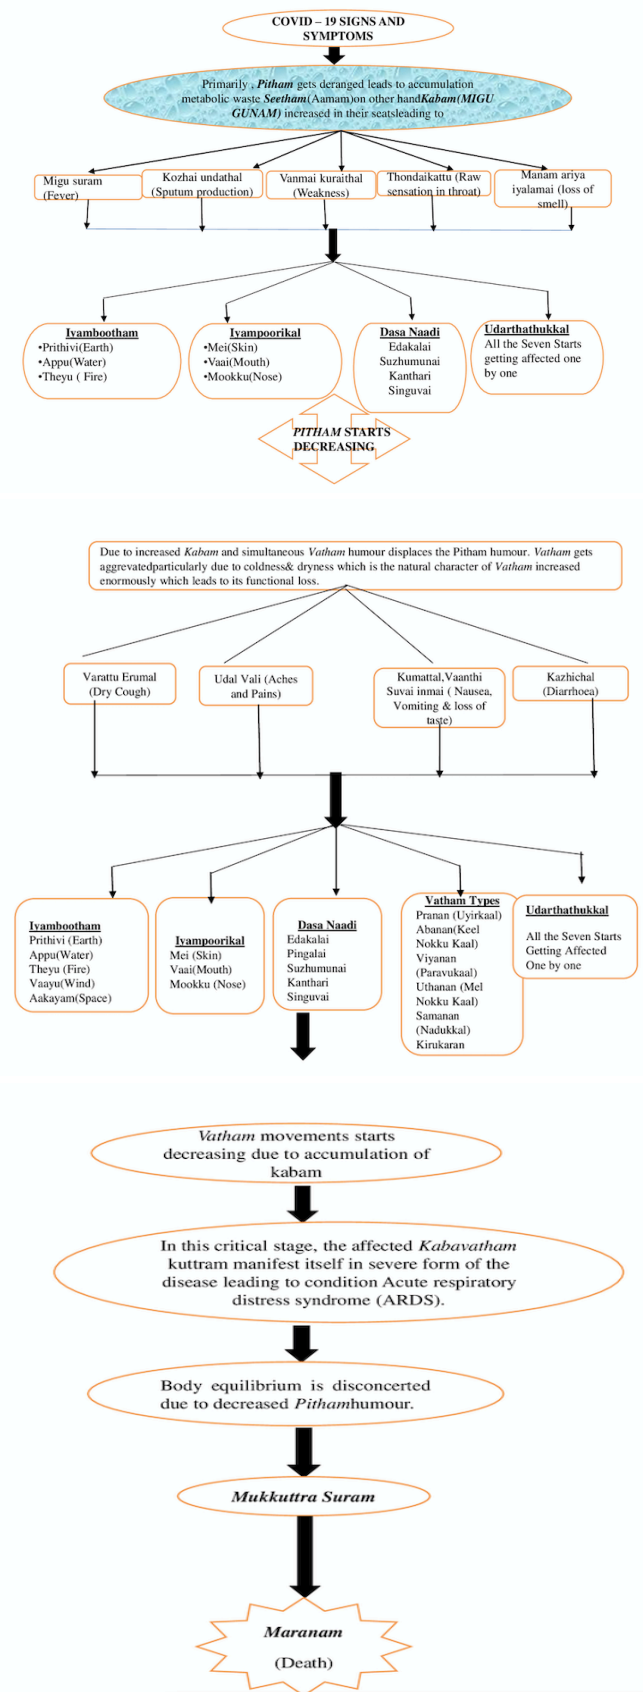 COVID – 19 SIGNS AND
SYMPTOMS
Primarily , Pitham gets deranged leads to accumulation
metabolic waste Seetham(Aamam)on other handKabam(MIGU
GUNAM) increased in their seatsleading to
Migu suram
(Fever)
Kozhai undathal
(Sputum production)
Vanmai kuraithal
(Weakness)
Thondaikattu (Raw
sensation in throat)
Manam ariya
iyalamai (loss of
smell)
Iyambootham
•Prithivi(Earth)
•Appu(Water)
•Theyu ( Fire)
Iyampoorikal
•Mei(Skin)
•Vaai(Mouth)
•Mookku(Nose)
Dasa Naadi
Edakalai
Suzhumunai
Kanthari
Singuvai
Udarthathukkal
All the Seven Starts
getting affected one
by one
PITHAM STARTS
DECREASING
Due to increased Kabam and simultaneous Vatham humour displaces the Pitham humour. Vatham gets
aggrevatedparticularly due to coldness& dryness which is the natural character of Vatham increased
enormously which leads to its functional loss.
Varattu Erumal
(Dry Cough)
Udal Vali (Aches
and Pains)
Kumattal,Vaanthi
Suvai inmai ( Nausea,
Vomiting & loss of
taste)
Kazhichal
(Diarrhoea)
Iyambootham
Prithivi (Earth)
Appu(Water)
Theyu (Fire)
Vaayu(Wind)
Aakayam(Space)
Iyampoorikal
Mei (Skin)
Vaai(Mouth)
Mookku (Nose)
Dasa Naadi
Edakalai
Pingalai
Suzhumunai
Kanthari
Singuvai
Vatham Types
Pranan (Uyirkaal)
Abanan(Keel
Nokku Kaal)
Viyanan
(Paravukaal)
Uthanan (Mel
Nokku Kaal)
Samanan
(Nadukkal)
Kirukaran
Udarthathukkal
All the Seven Starts
Getting Affected
One by one
Vatham movements starts
decreasing due to accumulation of
kabam
In this critical stage, the affected Kabavatham
kuttram manifest itself in severe form of the
disease leading to condition Acute respiratory
distress syndrome (ARDS).
Body equilibrium is disconcerted
due to decreased Pithamhumour.
Mukkuttra Suram
Maranam
(Death)